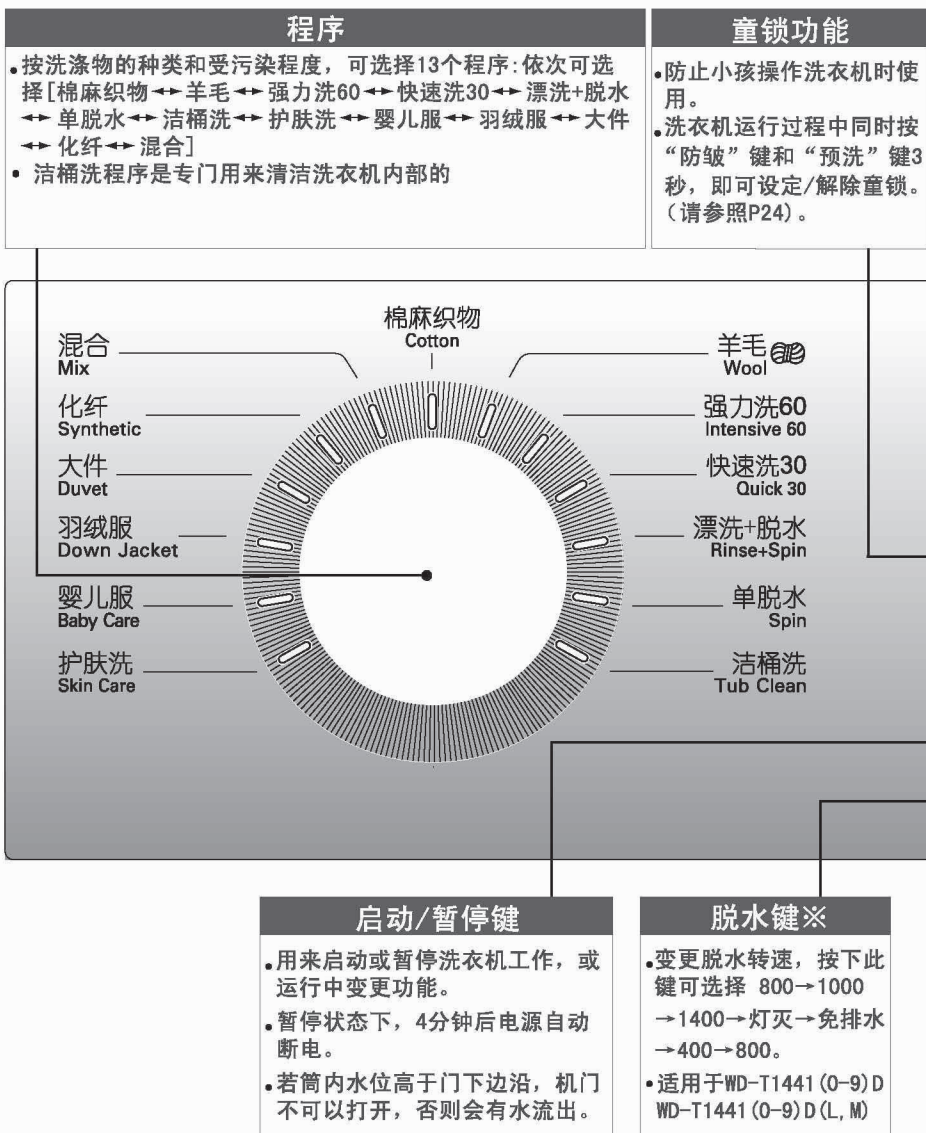 程序
•按洗涤物的种类和受污染程度，可选择13个程序:依次可选
择[棉麻织物↔羊毛↔强力洗60↔快速洗30↔漂洗+脱水
↔单脱水↔洁桶洗↔护肤洗↔婴儿服↔羽绒服↔大件
↔化纤↔混合]
• 洁桶洗程序是专门用来清洁洗衣机内部的
童锁功能
•防止小孩操作洗衣机时使
用。
•洗衣机运行过程中同时按
“防皱”键和“预洗”键3
秒，即可设定/解除童锁。
（请参照P24）。
棉麻织物
Cotton
混合
Mix
化纤
Synthetic
大件
Duvet
羽绒服
Down Jacket
婴儿服
Baby Care
护肤洗
Skin Care
羊毛
Wool
强力洗60
Intensive 60
快速洗30
Quick 30
漂洗+脱水
Rinse+Spin
单脱水
Spin
洁桶洗
Tub Clean
启动/暂停键
•用来启动或暂停洗衣机工作，或
运行中变更功能。
•暂停状态下，4分钟后电源自动
断电。
•若筒内水位高于门下边沿，机门
不可以打开，否则会有水流出。
脱水键※
•变更脱水转速，按下此
键可选择 800→1000
→1400→灯灭→免排水
→400→800。
•适用于WD-T1441(0-9)D
WD-T1441(0-9)D(L,M)